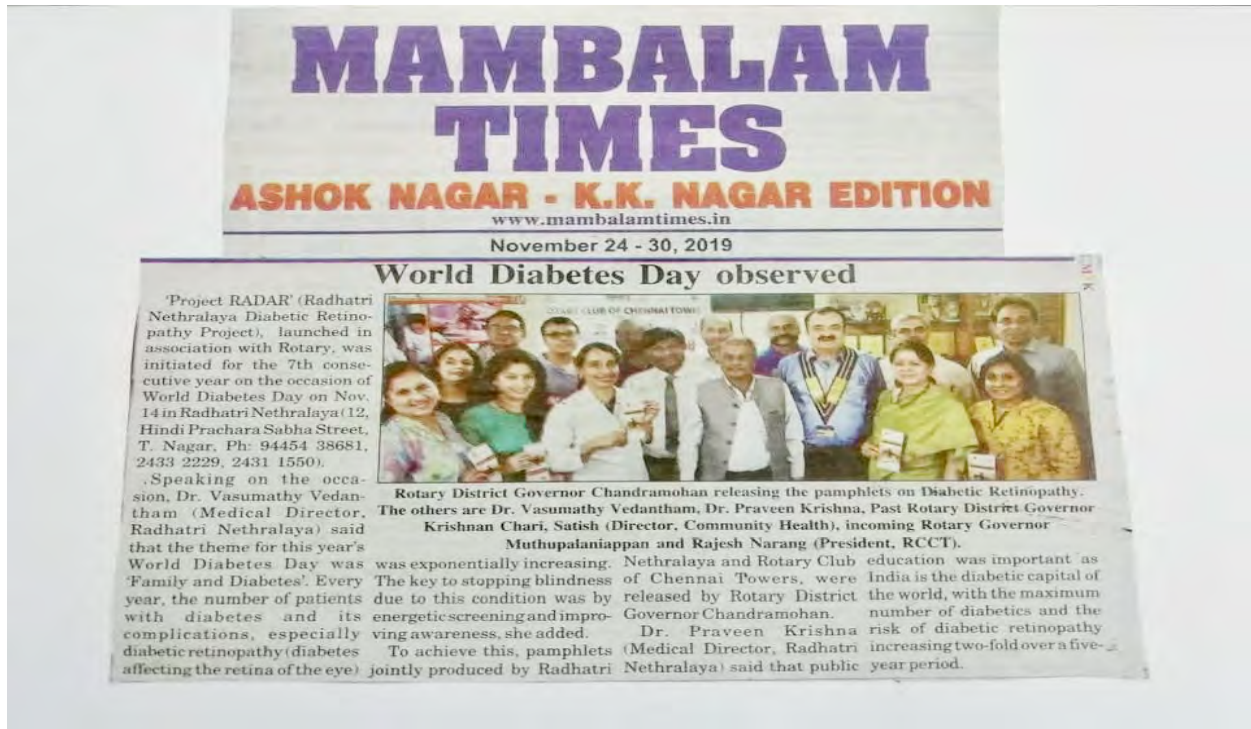 MAMBALAM
TIMES
ASHOK NAGAR - K.K. NAGAR EDITION
www.mambalamtimes.in
November 24 - 30, 2019
World Diabetes Day observed
'Project RADAR' (Radhatri
Nethralaya Diabetic Retino-
pathy Project), launched in
association with Rotary, was
initiated for the 7th conse-
cutive year on the occasion of
World Diabetes Day on Nov.
14 in Radhatri Nethralaya (12,
Hindi Prachara Sabha Street,
T. Nagar, Ph: 94454 38681,
2433 2229, 2431 1550).
Speaking on the occa-
sion, Dr. Vasumathy Vedan-
tham (Medical Director,
Radhatri Nethralaya) said
that the theme for this year's
World Diabetes Day was
'Family and Diabetes'. Every
year, the number of patients
with diabetes and its
complications, especially
diabetic retinopathy (diabetes
affecting the retina of the eye)
ROTARY CLUB OF CHENNAI TOWERS
Rotary District Governor Chandramohan releasing the pamphlets on Diabetic Retinopathy.
The others are Dr. Vasumathy Vedantham, Dr. Praveen Krishna, Past Rotary District Governor
Krishnan Chari, Satish (Director, Community Health), incoming Rotary Governor
Muthupalaniappan and Rajesh Narang (President, RCCT).
was exponentially increasing.
The key to stopping blindness
due to this condition was by
energetic screening and impro-
ving awareness, she added.
To achieve this, pamphlets
jointly produced by Radhatri
Nethralaya and Rotary Club
of Chennai Towers, were
released by Rotary District
Governor Chandramohan.
Dr. Praveen Krishna
(Medical Director, Radhatri
Nethralaya) said that public
education was important as
India is the diabetic capital of
the world, with the maximum
number of diabetics and the
risk of diabetic retinopathy
increasing two-fold over a five-
year period.